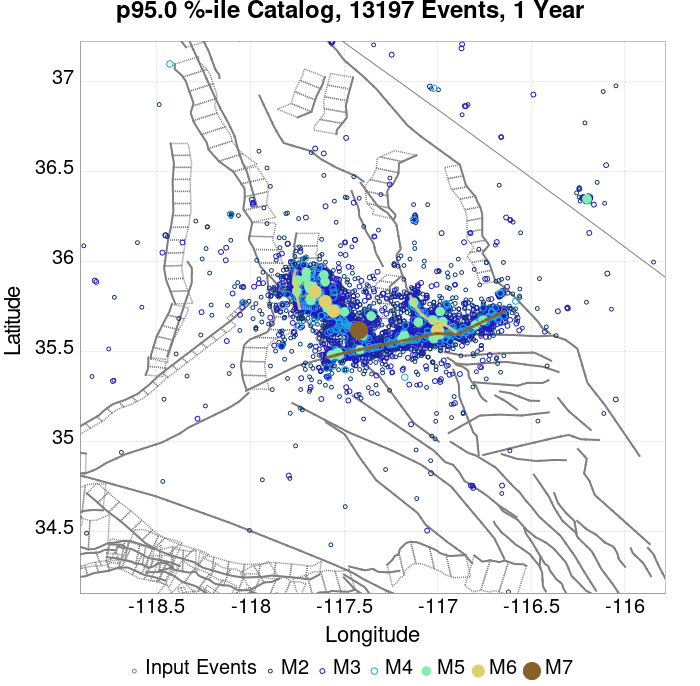 p95.0 %-ile Catalog, 13197 Events, 1 Year
37
36.5
36
35.5
35
34.5
Latitude
-118.5 -118 -117.5 -117 -116.5 -116
Longitude
Input Events M2 M3 M4 M5 M6 M7